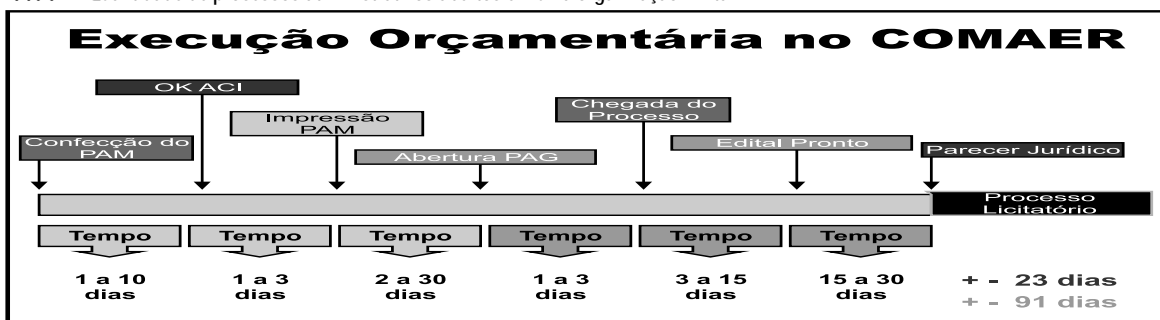 Execução Orçamentária no COMAER
OK ACI
Chegada do
Processo
Impressão
PAM
Confecção do
PAM
Abertura PAG
Edital Pronto
Parecer Jurídico
Processo
Licitatório
Tempo
Tempo
Tempo
Tempo
Tempo
Tempo
1 a 10
dias
1 a 3
dias
2 a 30
dias
1 a 3
dias
3 a 15
dias
15 a 30
dias
+ - 23 dias
+ - 91 dias